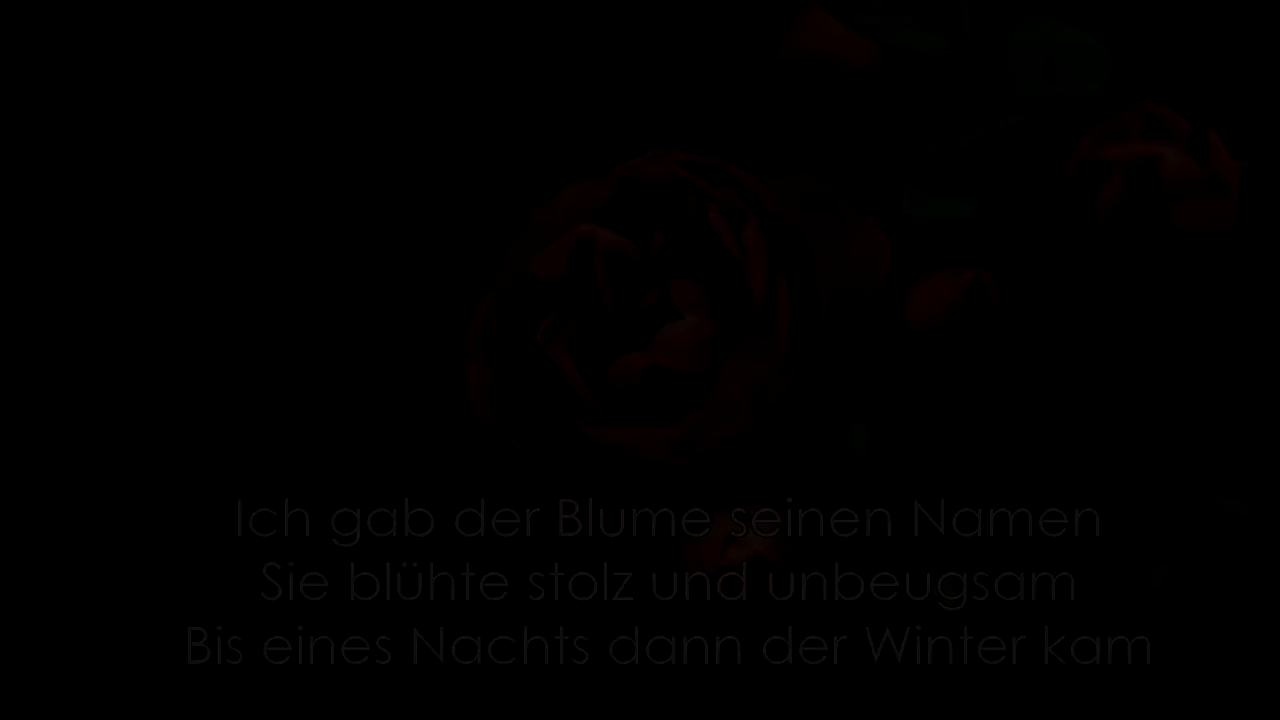 Ich gab der Blume seinen Namen
Sie blühte stolz und unbeugsam
Bis eines Nachts dann der Winter kam